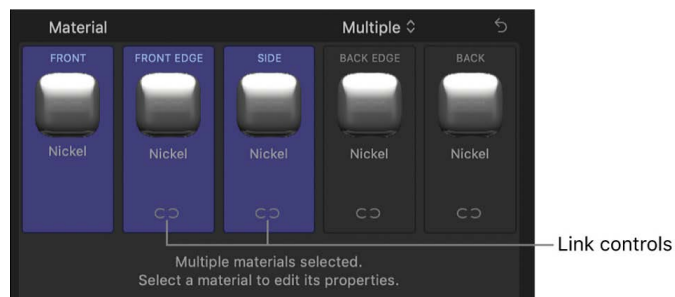 Material Multiple
FRONT FRONT EDGE SIDE BACK EDGE BACK
Nickel Nickel Nickel Nickel Nickel
Link controls
Multiple materials selected.
Select a material to edit its properties.